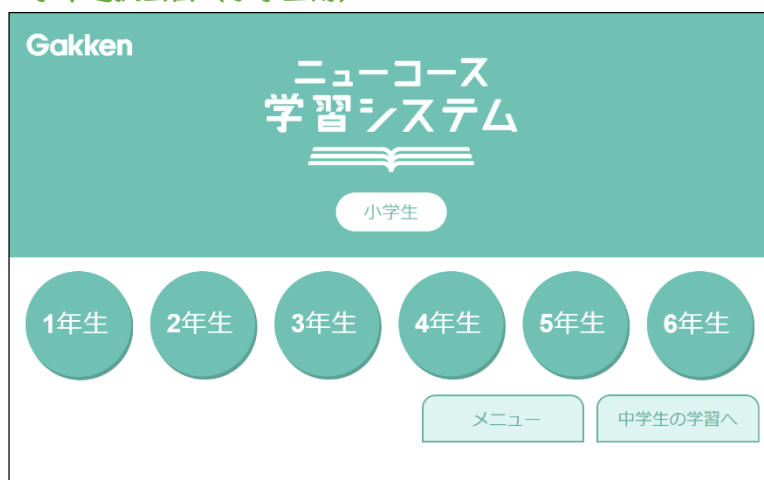 Gakken
ニューコース
学習システム
小学生
1年生 2年生 3年生 4年生 5年生 6年生
メニュー 中学生の学習へ